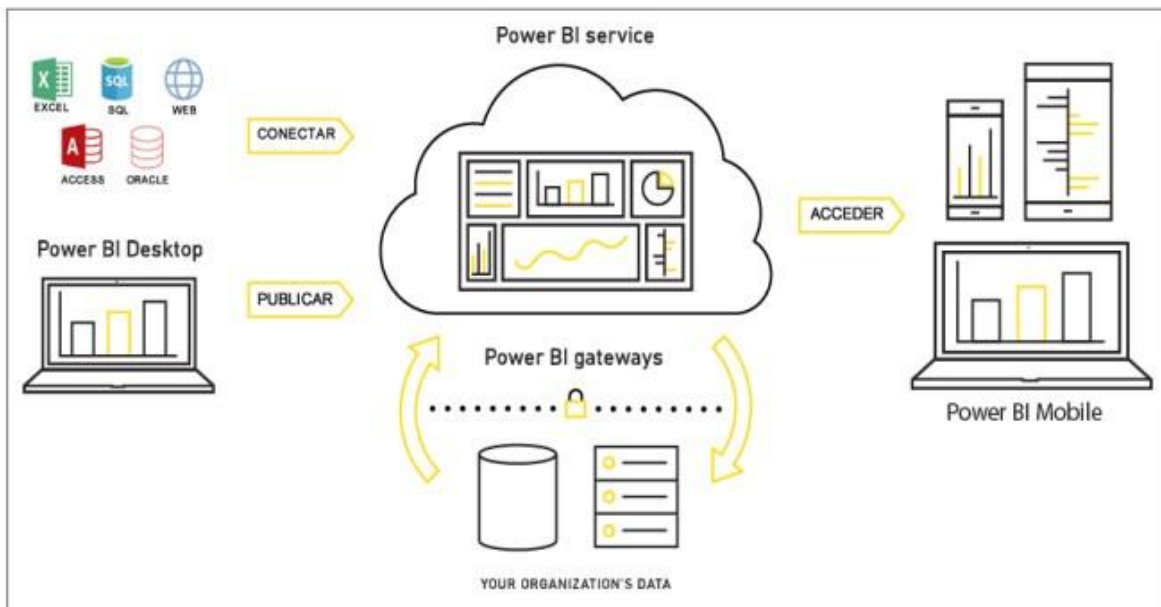 Power BI service
X
EXCEL
SQL
SQL
WEB
A
ACCESS
ORACLE
CONECTAR
Power BI Desktop
PUBLICAR
ACCEDER
Power BI gateways
Power BI Mobile
YOUR ORGANIZATION'S DATA